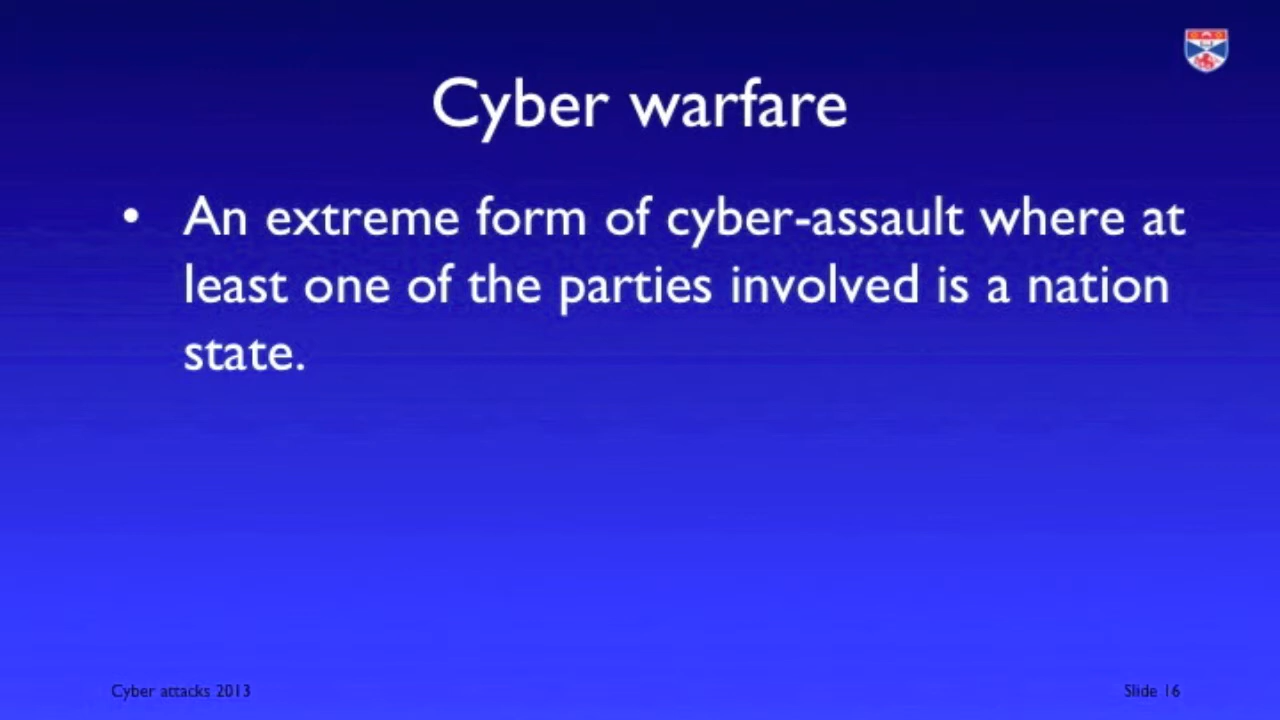 Cyber warfare
• An extreme form of cyber-assault where at
least one of the parties involved is a nation
state.
Cyber attacks 2013
Slide 16